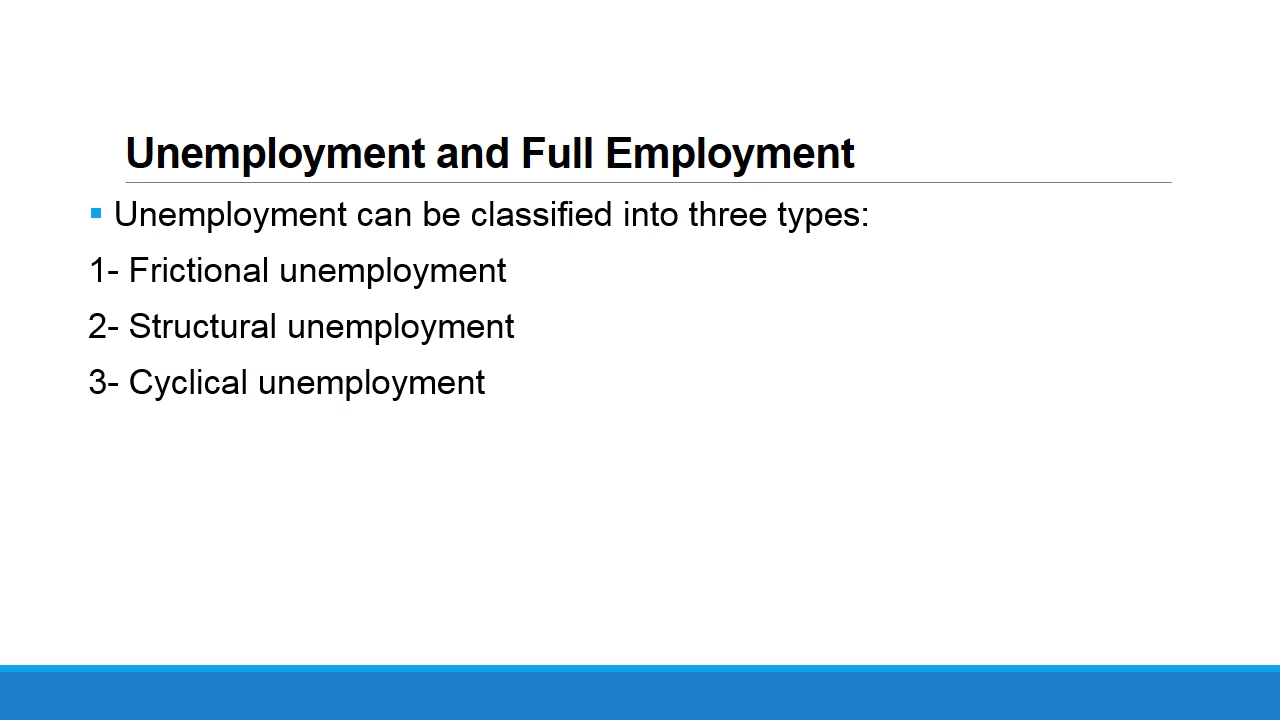 Unemployment and Full Employment
▪ Unemployment can be classified into three types:
1- Frictional unemployment
2- Structural unemployment
3- Cyclical unemployment